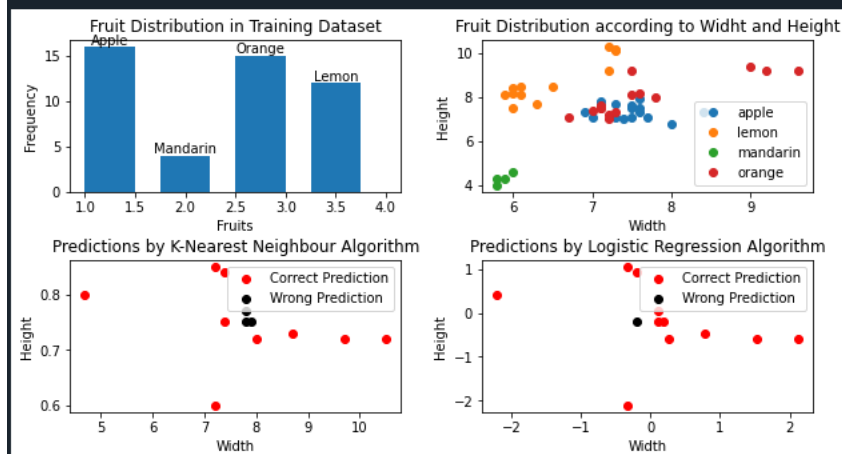 Fruit Distribution in Training Dataset
Apple
Orange
Lemon
Mandarin
15
10
5
0
Frequency
1.0 1.5 2.0 2.5 3.0 3.5 4.0
Fruits
Fruit Distribution according to Widht and Height
10
8
6
4
Height
apple
lemon
mandarin
orange
6 7 8 9
Width
Predictions by K-Nearest Neighbour Algorithm
Correct Prediction
Wrong Prediction
0.8
0.7
0.6
Height
5 6 7 8 9 10
Width
Predictions by Logistic Regression Algorithm
Correct Prediction
Wrong Prediction
1
0
−1
−2
Height
−2 −1 0 1 2
Width